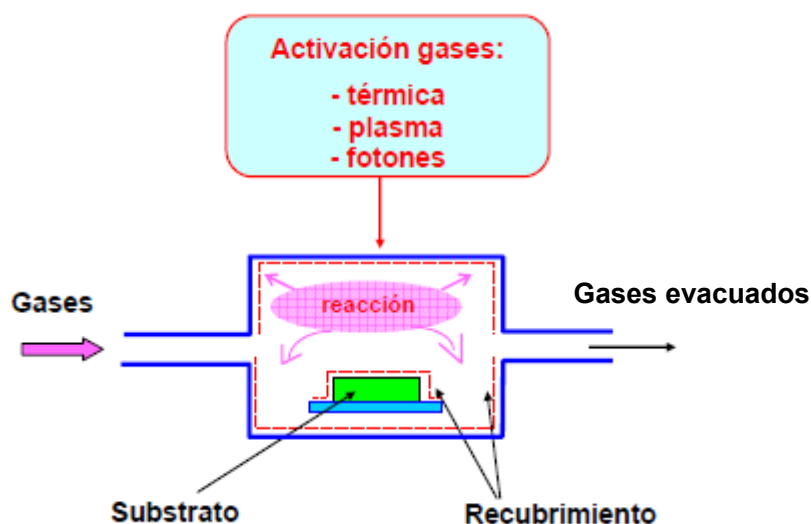 Activación gases:
- térmica
- plasma
- fotones
Gases
reacción
Gases evacuados
Substrato
Recubrimiento